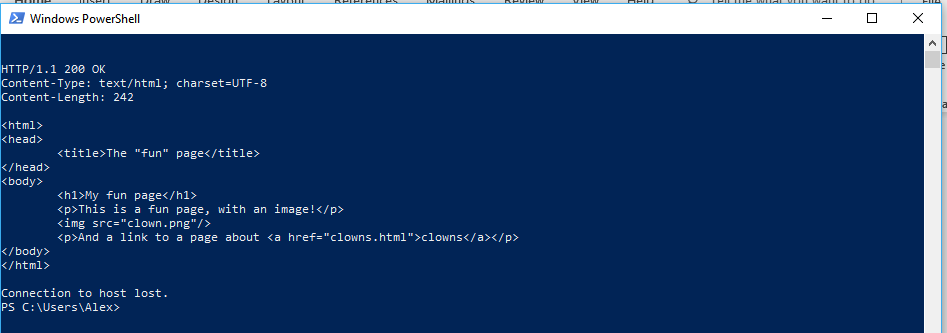 Windows PowerShell
HTTP/1.1 200 OK
Content-Type: text/html; charset=UTF-8
Content-Length: 242
<html>
<head>
<title>The "fun" page</title>
</head>
<body>
<h1>My fun page</h1>
<p>This is a fun page, with an image!</p>
<img src="clown.png"/>
<p>And a link to a page about <a href="clowns.html">clowns</a></p>
</body>
</html>
Connection to host lost.
PS C:\Users\Alex>